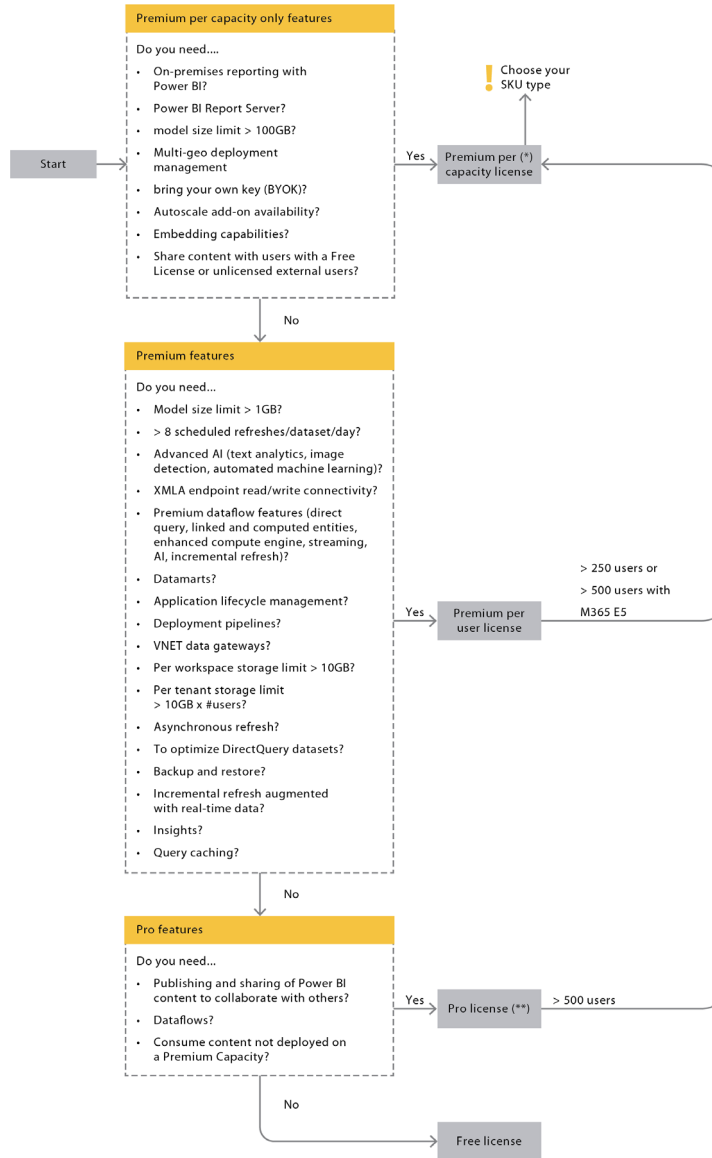 Premium per capacity only features
Do you need....
• On-premises reporting with
Power BI?
• Power BI Report Server?
• model size limit > 100GB?
• Multi-geo deployment
management
• bring your own key (BYOK)?
• Autoscale add-on availability?
• Embedding capabilities?
• Share content with users with a Free
License or unlicensed external users?
Start
Yes
Premium per (*)
capacity license
! Choose your
SKU type
No
Premium features
Do you need...
• Model size limit > 1GB?
• > 8 scheduled refreshes/dataset/day?
• Advanced AI (text analytics, image
detection, automated machine learning)?
• XMLA endpoint read/write connectivity?
• Premium dataflow features (direct
query, linked and computed entities,
enhanced compute engine, streaming,
AI, incremental refresh)?
• Datamarts?
• Application lifecycle management?
• Deployment pipelines?
• VNET data gateways?
• Per workspace storage limit > 10GB?
• Per tenant storage limit
> 10GB x #users?
• Asynchronous refresh?
• To optimize DirectQuery datasets?
• Backup and restore?
• Incremental refresh augmented
with real-time data?
• Insights?
• Query caching?
Yes
Premium per
user license
> 250 users or
> 500 users with
M365 E5
No
Pro features
Do you need...
• Publishing and sharing of Power BI
content to collaborate with others?
• Dataflows?
• Consume content not deployed on
a Premium Capacity?
Yes
Pro license (**)
> 500 users
No
Free license